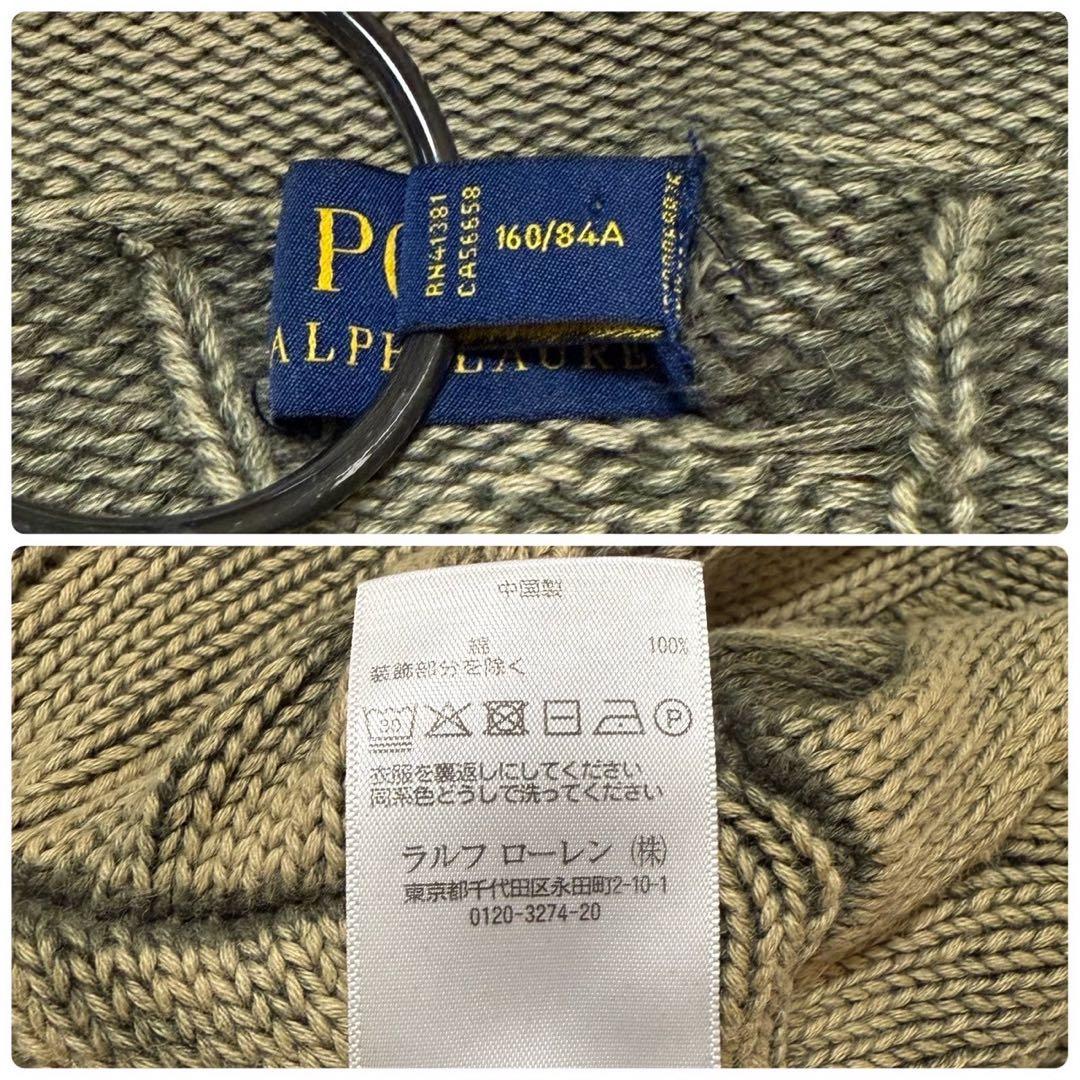 PO
ALPH LAURE
RN41381
CA56658
160/84A
中国製
綿 100%
装飾部分を除く
30
P
衣服を裏返しにしてください
同系色どうしで洗ってください
ラルフ ローレン (株)
東京都千代田区永田町2-10-1
0120-3274-20